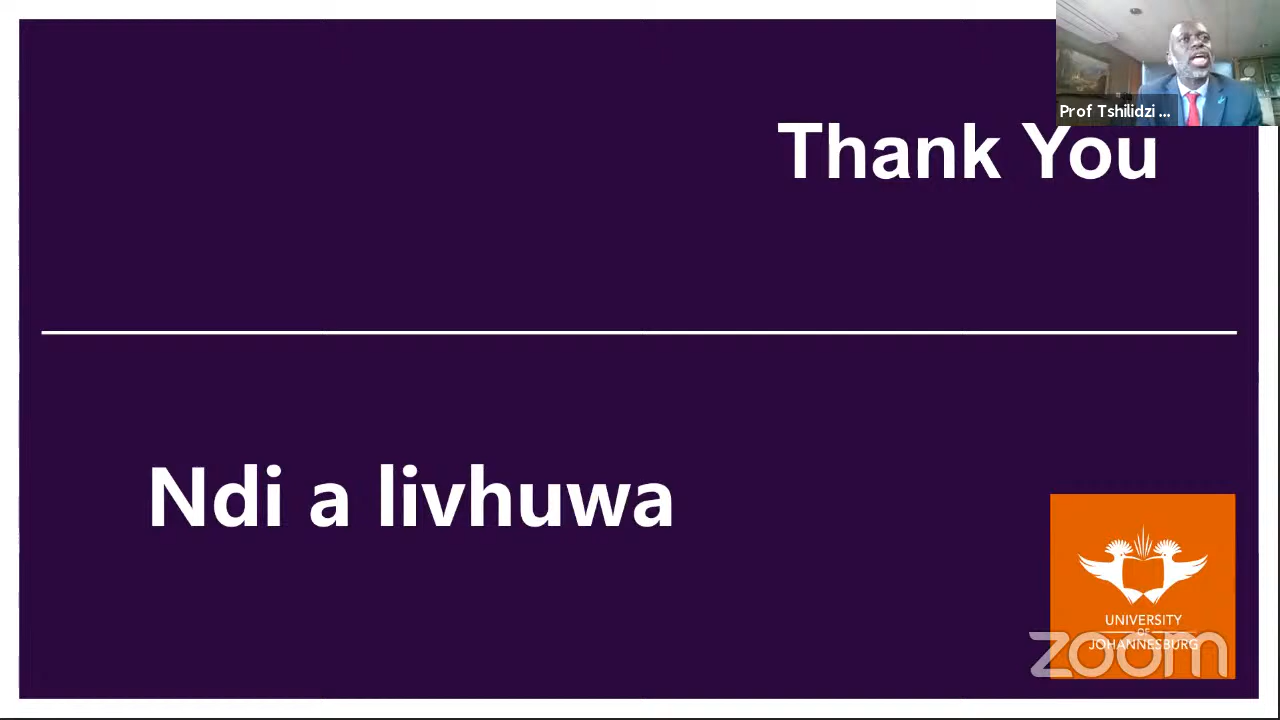 Prof Tshilidzi ...
Thank You
Ndi a livhuwa
UNIVERSITY
OF
JOHANNESBURG
zoom